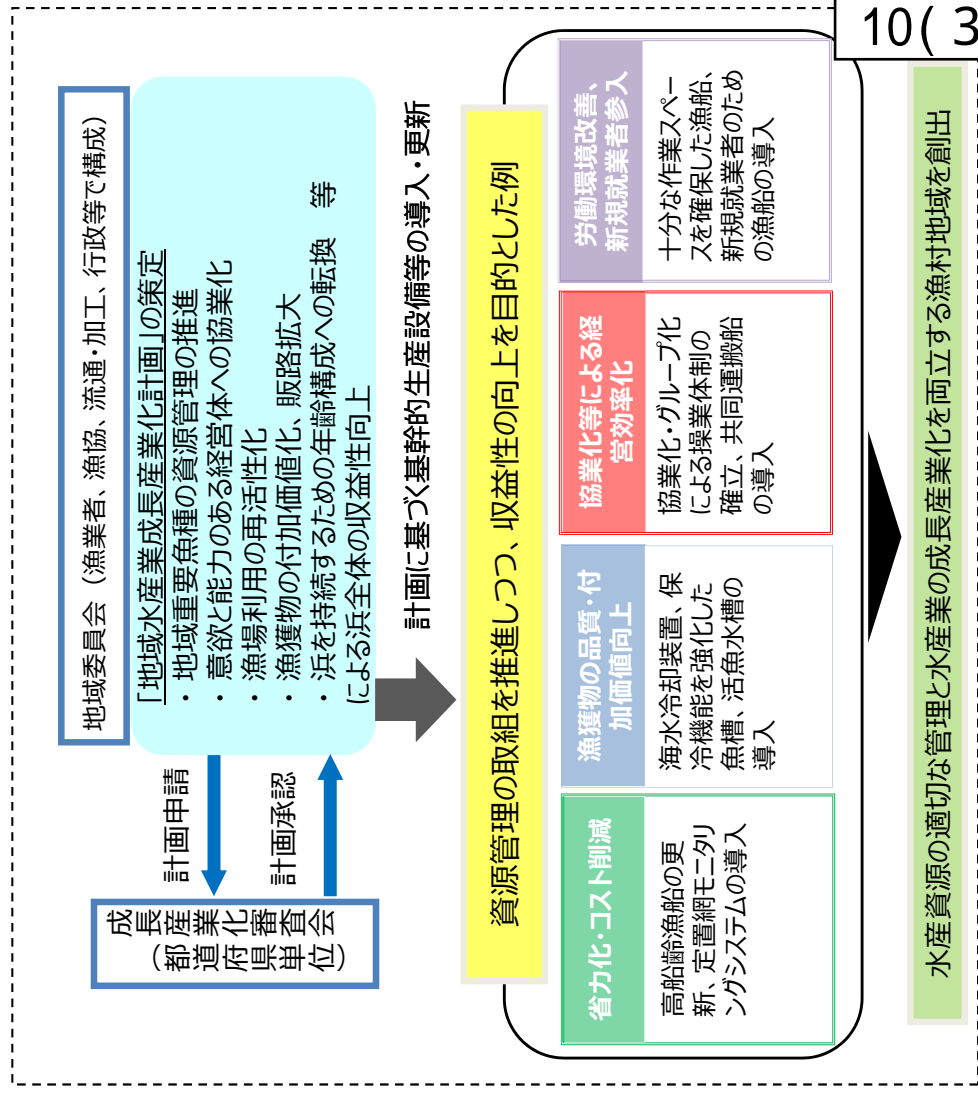 10(3
地域委員会（漁業者、漁協、流通・加工、行政等で構成）
「地域水産業成長産業化計画」の策定
・地域重要魚種の資源管理の推進
・意欲と能力のある経営体への協業化
・漁場利用の再活性化
・漁獲物の付加価値化、販路拡大
・浜を持続するための年齢構成への転換　等
による浜全体の収益性向上
計画申請
計画承認
成長産業化審査会
（都道府県単位）
計画に基づく基幹的生産設備等の導入・更新
資源管理の取組を推進しつつ、収益性の向上を目的とした例
省力化・コスト削減
高船齢漁船の更
新、定置網モニタリ
ングシステムの導入
漁獲物の品質・付
加価値向上
海水冷却装置、保
冷機能を強化した
魚槽、活魚水槽の
導入
協業化等による経
営効率化
協業化・グループ化
による操業体制の
確立、共同運搬船
の導入
労働環境改善、
新規就業者参入
十分な作業スペー
スを確保した漁船、
新規就業者のため
の漁船の導入
水産資源の適切な管理と水産業の成長産業化を両立する漁村地域を創出